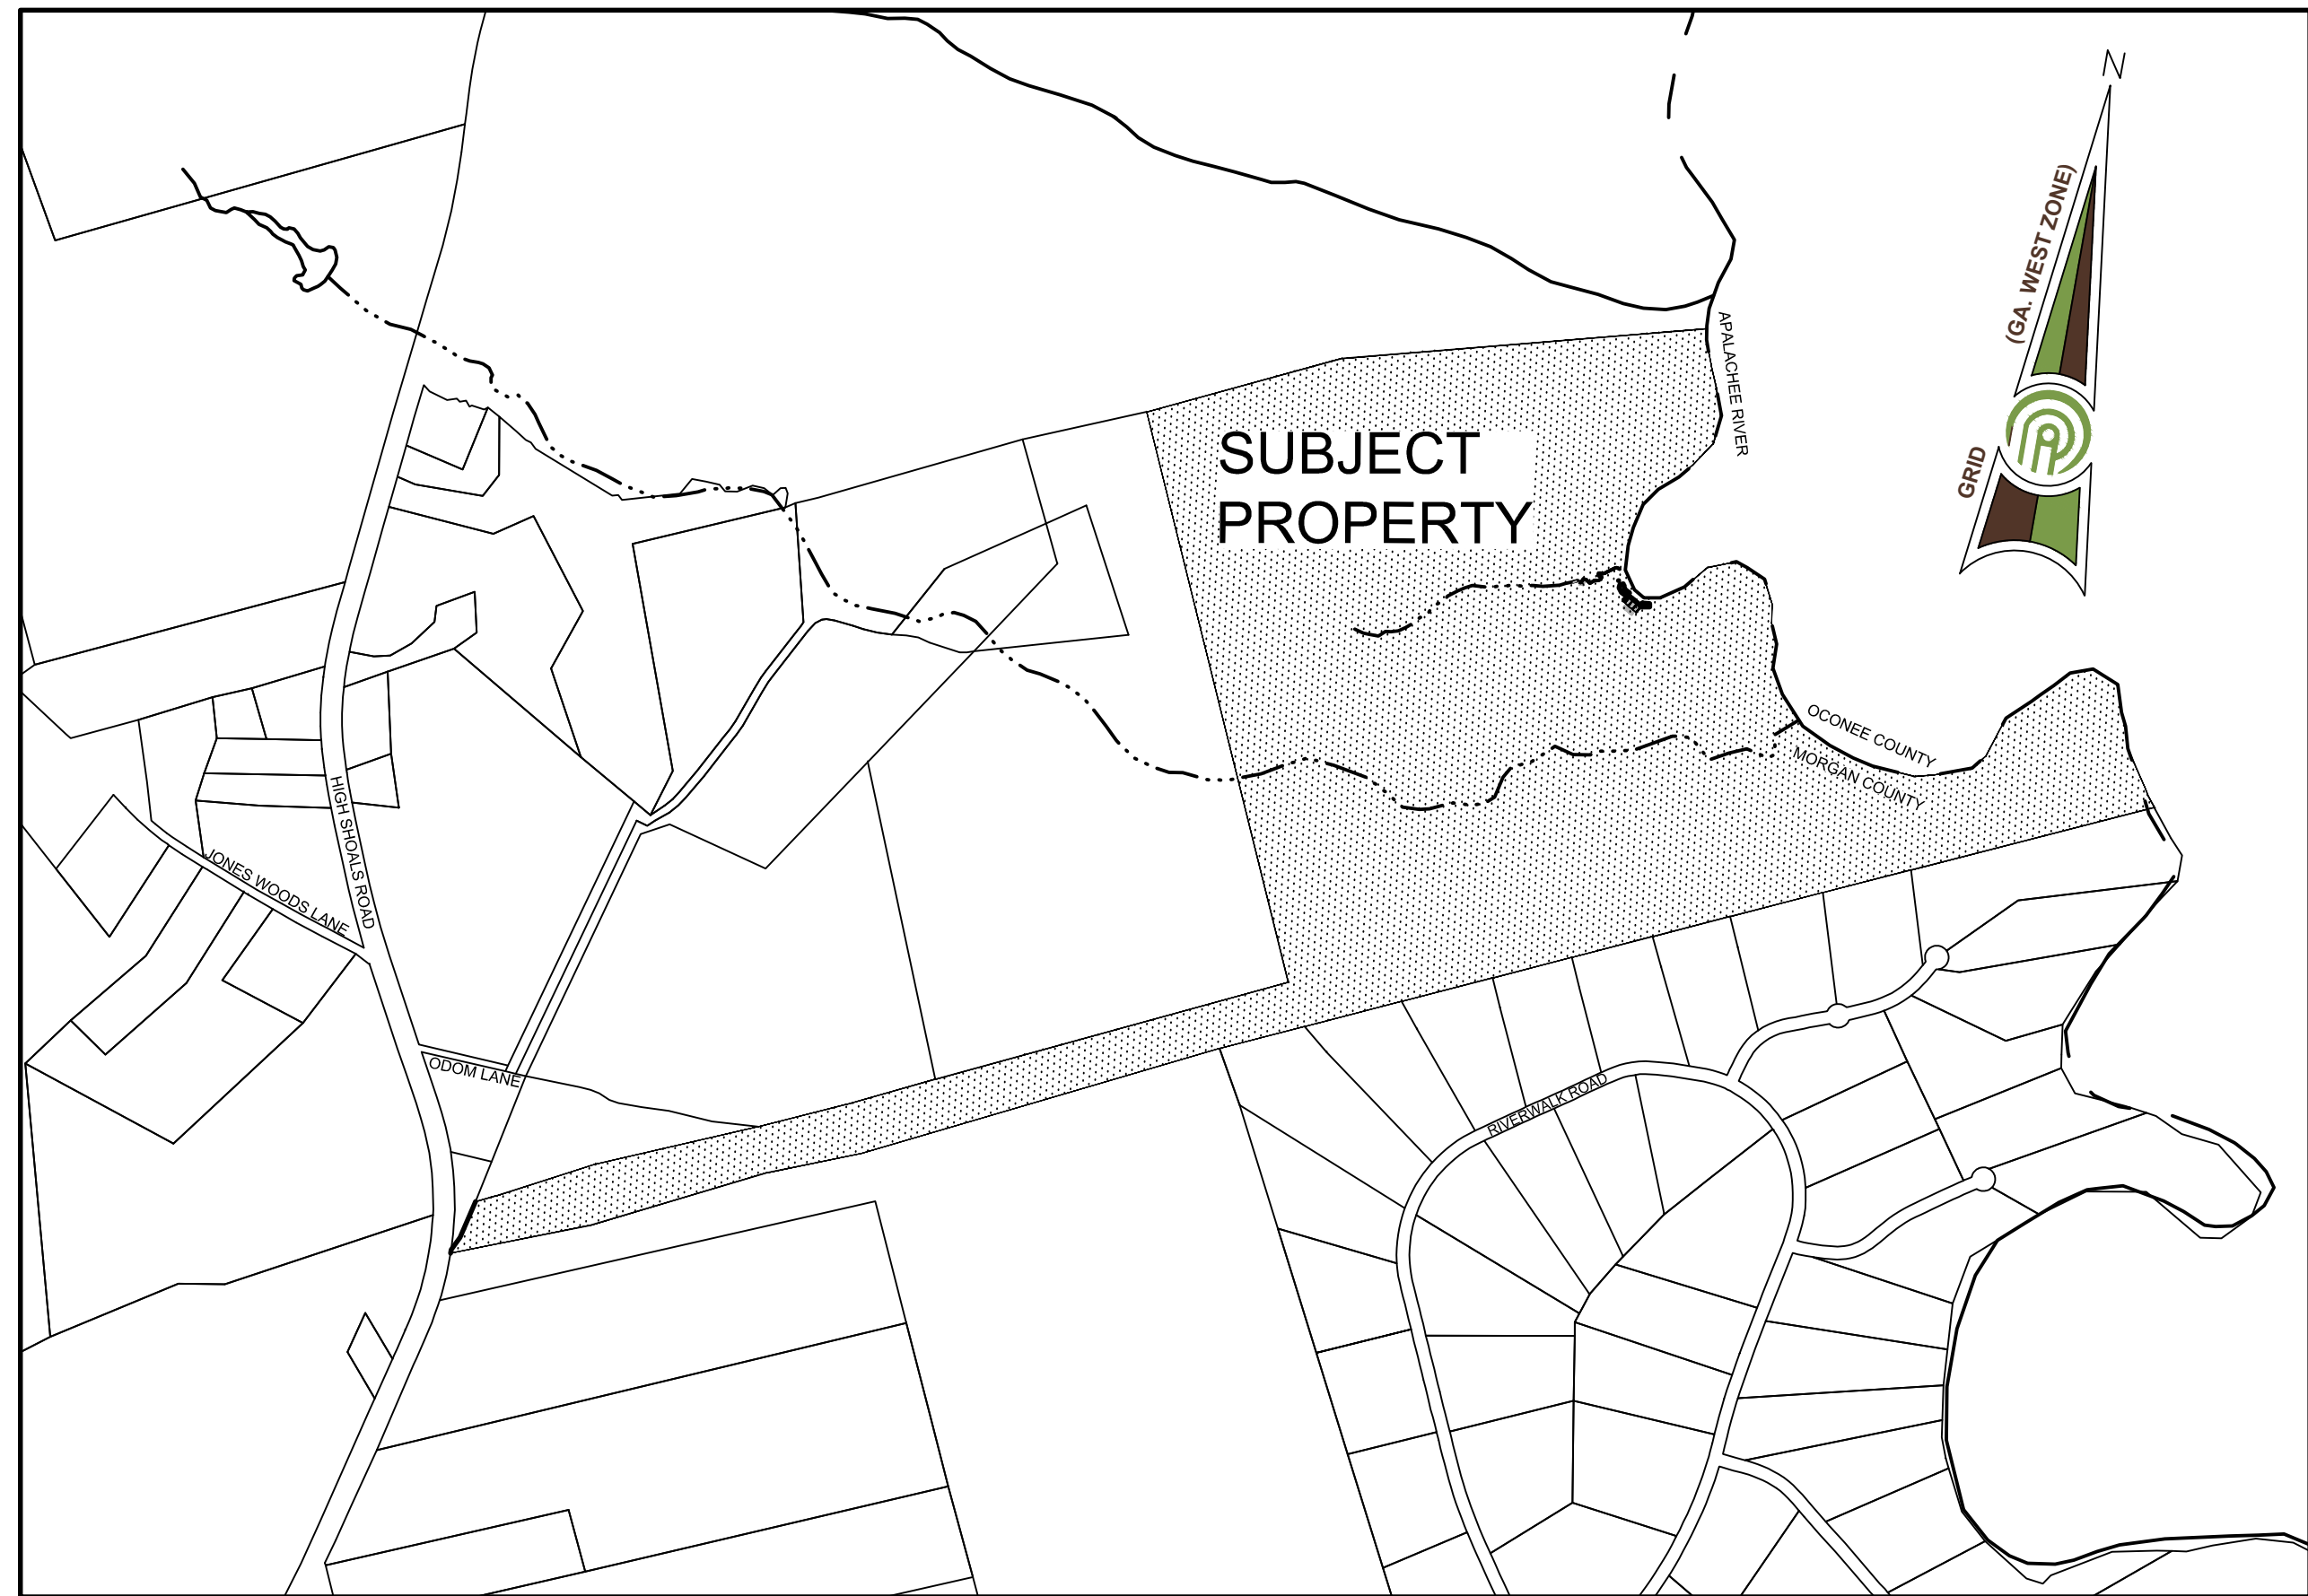 N
(GA. WEST ZONE)
GRID
APALACHEE RIVER
SUBJECT
PROPERTY
OCONEE COUNTY
MORGAN COUNTY
HIGH SHOALS ROAD
JONES WOODS LANE
ODOM LANE
RIVERWALK ROAD